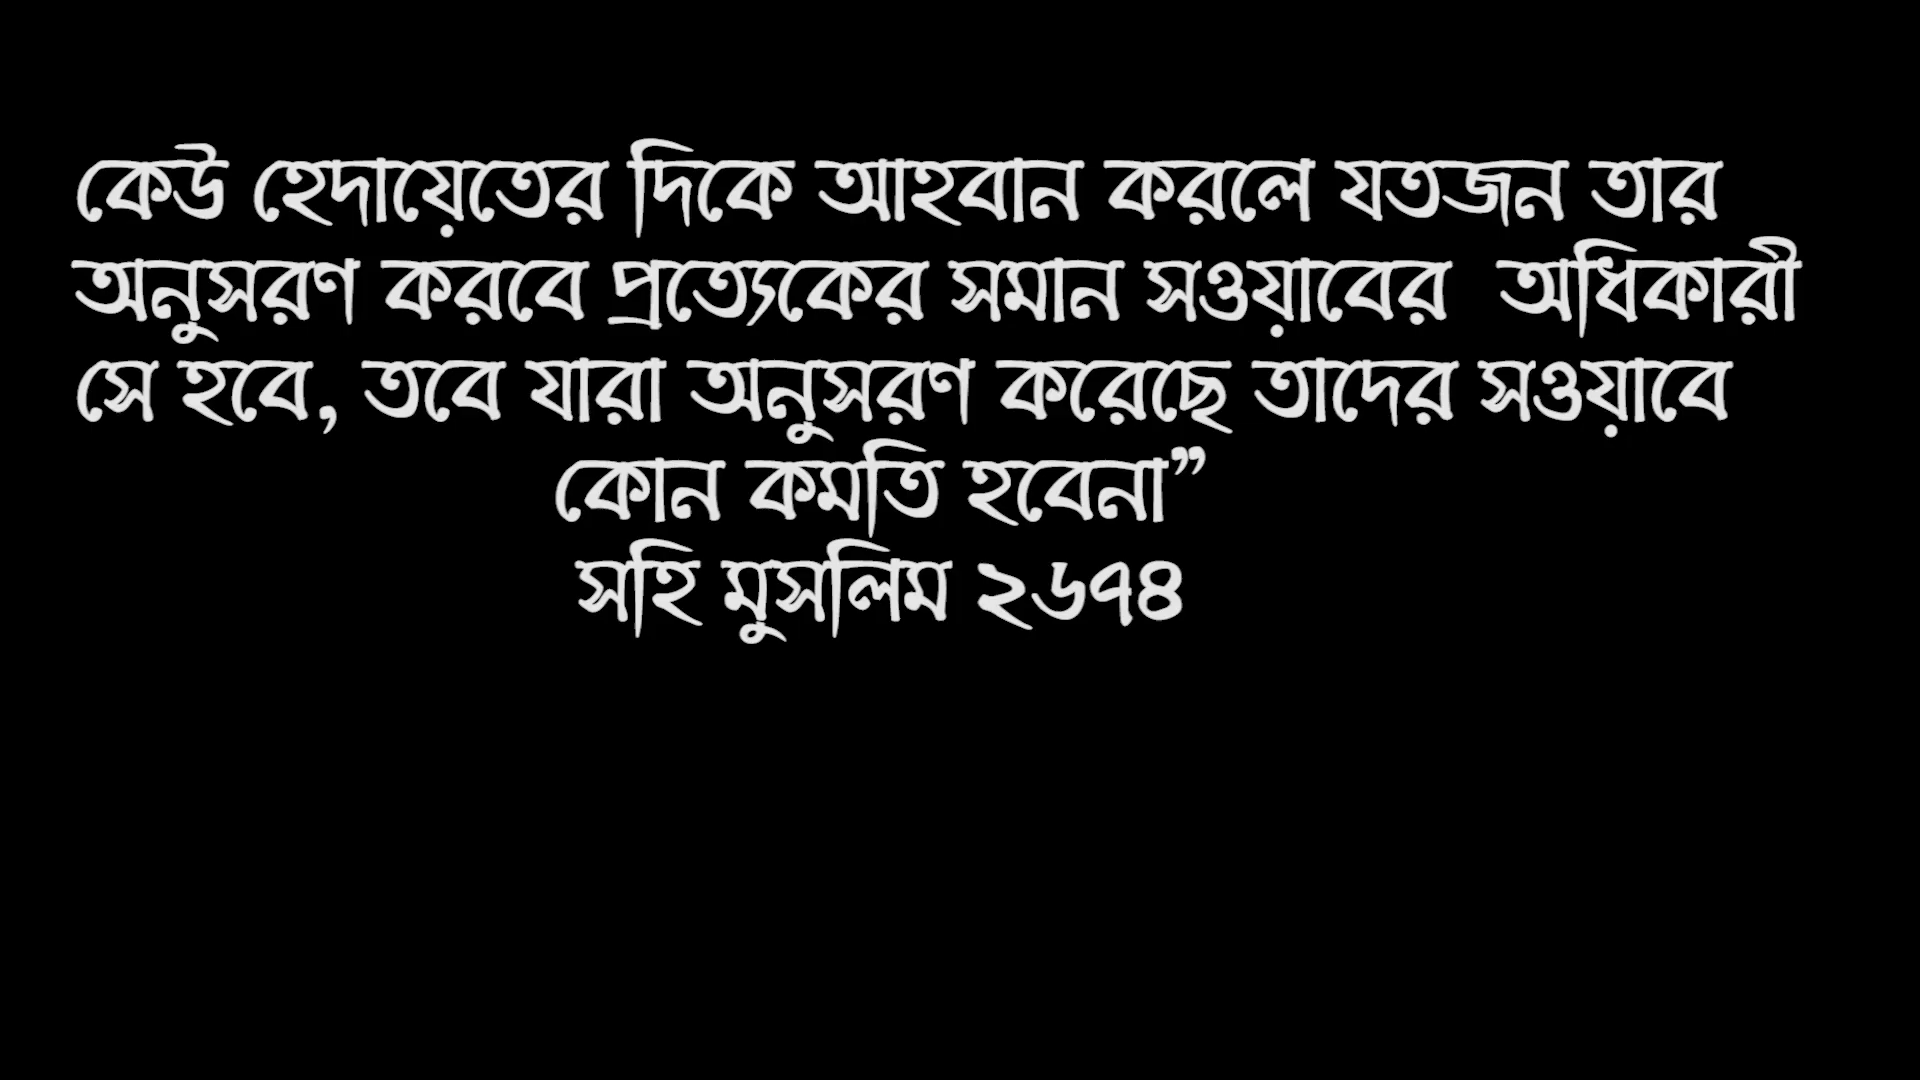 কেউ হেদায়েতের দিকে আহবান করলে যতজন তার
অনুসরণ করবে প্রত্যেকের সমান সওয়াবের  অধিকারী
সে হবে, তবে যারা অনুসরণ করেছে তাদের সওয়াবে
কোন কমতি হবেনা”
সহি মুসলিম ২৬৭৪